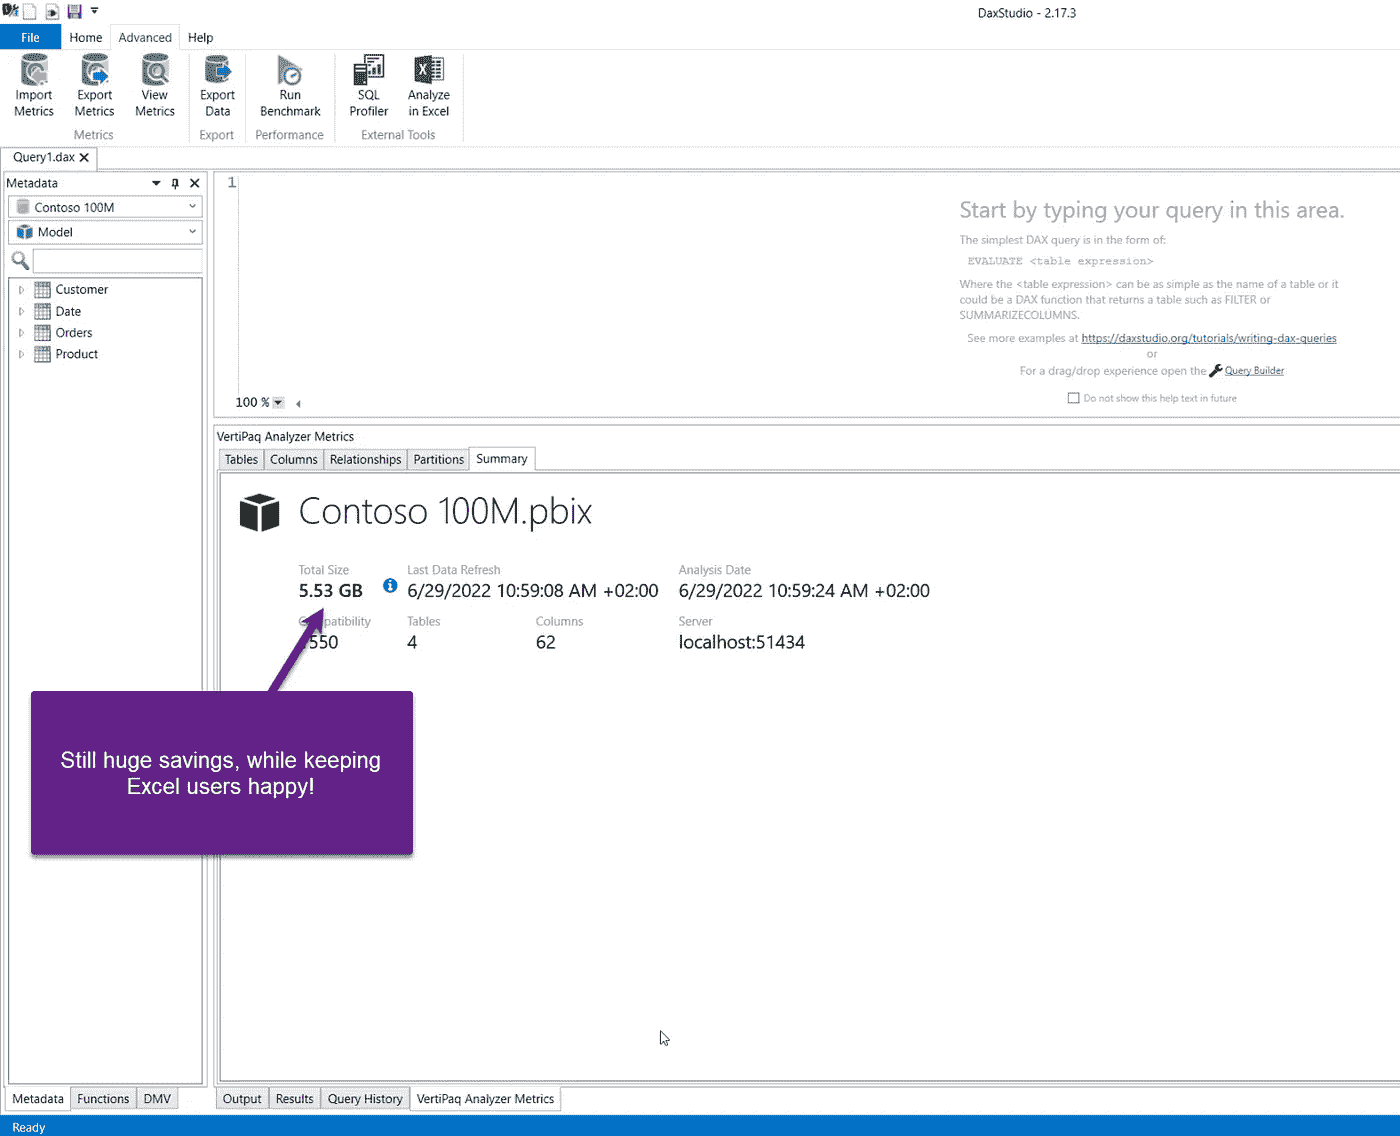 DaxStudio - 2.17.3
File Home Advanced Help
Import Metrics
Export Metrics
View Metrics
Export Data
Run Benchmark
SQL Profiler
Analyze in Excel
Metrics Export Performance External Tools
Query1.dax
Metadata
Contoso 100M
Model
Customer
Date
Orders
Product
1
Start by typing your query in this area.
The simplest DAX query is in the form of:
EVALUATE <table expression>
Where the <table expression> can be as simple as the name of a table or it
could be a DAX function that returns a table such as FILTER or
SUMMARIZECOLUMNS.
See more examples at https://daxstudio.org/tutorials/writing-dax-queries
or
For a drag/drop experience open the Query Builder
Do not show this help text in future
100 %
VertiPaq Analyzer Metrics
Tables Columns Relationships Partitions Summary
Contoso 100M.pbix
Total Size Last Data Refresh Analysis Date
5.53 GB 6/29/2022 10:59:08 AM +02:00 6/29/2022 10:59:24 AM +02:00
Tables Columns Server
550 4 62 localhost:51434
Still huge savings, while keeping
Excel users happy!
Metadata Functions DMV
Output Results Query History VertiPaq Analyzer Metrics
Ready